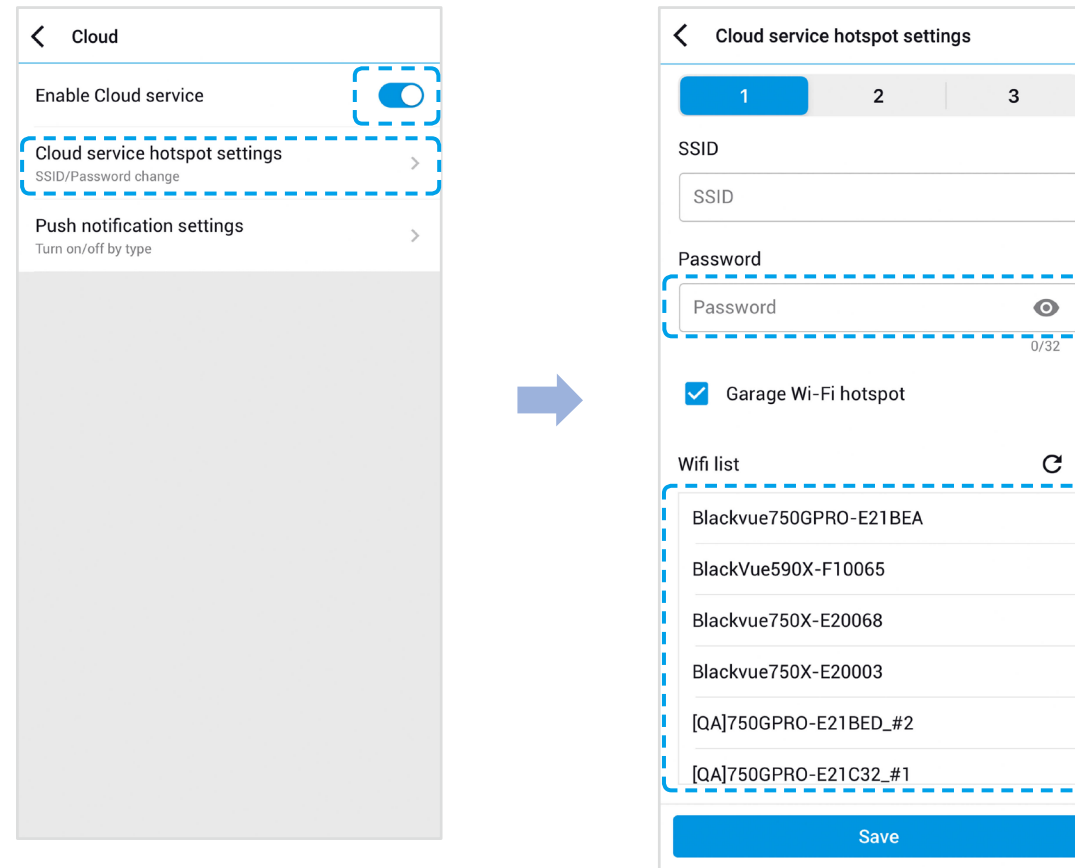 Cloud
Enable Cloud service
Cloud service hotspot settings
SSID/Password change
Push notification settings
Turn on/off by type
Cloud service hotspot settings
1 2 3
SSID
SSID
Password
Password
0/32
Garage Wi-Fi hotspot
Wifi list
Blackvue750GPRO-E21BEA
BlackVue590X-F10065
Blackvue750X-E20068
Blackvue750X-E20003
[QA]750GPRO-E21BED_#2
[QA]750GPRO-E21C32_#1
Save